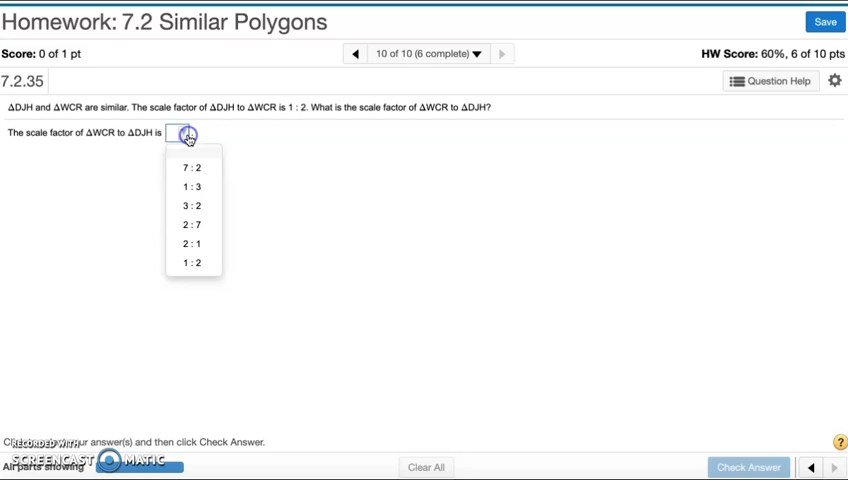 Homework: 7.2 Similar Polygons
Save
Score: 0 of 1 pt
10 of 10 (6 complete)
HW Score: 60%, 6 of 10 pts
7.2.35
Question Help
ΔDJH and ΔWCR are similar. The scale factor of ΔDJH to ΔWCR is 1 : 2. What is the scale factor of ΔWCR to ΔDJH?
The scale factor of ΔWCR to ΔDJH is
7 : 2
1 : 3
3 : 2
2 : 7
2 : 1
1 : 2
your answer(s) and then click Check Answer.
RECORDED WITH
SCREENCAST MATIC
All parts showing
Clear All
Check Answer
?